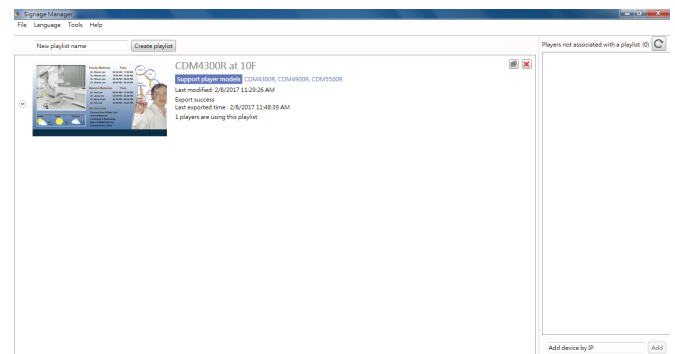 Signage Manager
File Language Tools Help
New playlist name
Create playlist
Players not associated with a playlist (0)
CDM4300R at 10F
Support player models CDM4300R, CDM4900R, CDM5500R
Last modified: 2/8/2017 11:29:26 AM
Export success
Last exported time : 2/8/2017 11:48:39 AM
1 players are using this playlist
Add device by IP
Add